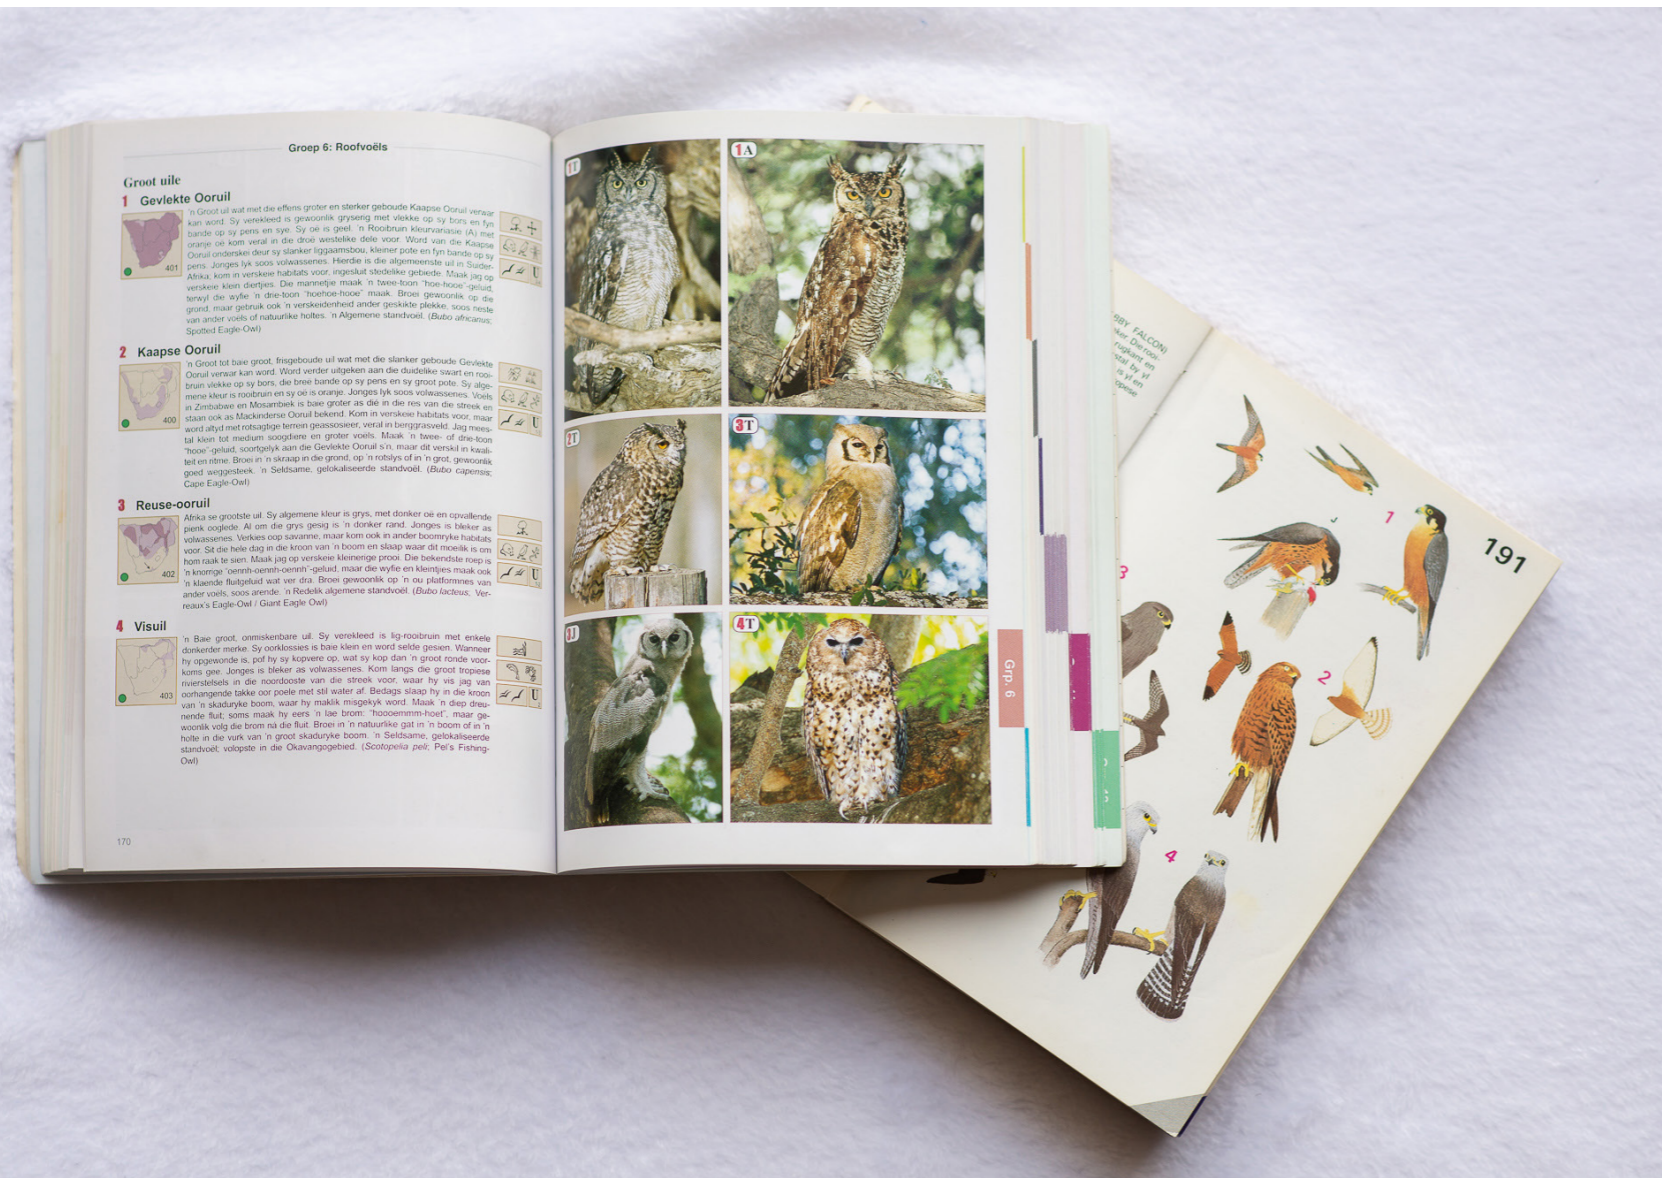 Groep 6: Roofvoëls
Groot uile
1 Gevlekte Ooruil
'n Groot uil wat met die effens groter en sterker geboude Kaapse Ooruil verwar
kan word. Sy verekleed is gewoonlik gryserig met vlekke op sy bors en fyn
bande op sy pens en sye. Sy oë is geel. 'n Rooibruin kleurvariasie (A) met
oranje oë kom veral in die droë westelike dele voor. Word van die Kaapse
Ooruil onderskei deur sy slanker liggaamsbou, kleiner pote en fyn bande op sy
pens. Jonges lyk soos volwassenes. Hierdie is die algemeenste uil in Suider-
Afrika; kom in verskeie habitats voor, ingesluit stedelike gebiede. Maak jag op
verskeie klein diertjies. Die mannetjie maak 'n twee-toon "hoe-hooe"-geluid,
terwyl die wyfie 'n drie-toon "hoehoe-hooe" maak. Broei gewoonlik op die
grond, maar gebruik ook 'n verskeidenheid ander geskikte plekke, soos neste
van ander voëls of natuurlike holtes. 'n Algemene standvoël. (Bubo africanus;
Spotted Eagle-Owl)
401
U
2 Kaapse Ooruil
'n Groot tot baie groot, frisgeboude uil wat met die slanker geboude Gevlekte
Ooruil verwar kan word. Word verder uitgeken aan die duidelike swart en rooi-
bruin vlekke op sy bors, die breë bande op sy pens en sy groot pote. Sy alge-
mene kleur is rooibruin en sy oë is oranje. Jonges lyk soos volwassenes. Voëls
in Zimbabwe en Mosambiek is baie groter as dié in die res van die streek en
staan ook as Mackinderse Ooruil bekend. Kom in verskeie habitats voor, maar
word altyd met rotsagtige terrein geassosieer, veral in berggrasveld. Jag mees-
tal klein tot medium soogdiere en groter voëls. Maak 'n twee- of drie-toon
"hooe"-geluid, soortgelyk aan die Gevlekte Ooruil s'n, maar dit verskil in kwali-
teit en ritme. Broei in 'n skraap in die grond, op 'n rotslys of in 'n grot, gewoonlik
goed weggesteek. 'n Seldsame, gelokaliseerde standvoël. (Bubo capensis;
Cape Eagle-Owl)
400
U
3 Reuse-ooruil
Afrika se grootste uil. Sy algemene kleur is grys, met donker oë en opvallende
pienk ooglede. Al om die grys gesig is 'n donker rand. Jonges is bleker as
volwassenes. Verkies oop savanne, maar kom ook in ander boomryke habitats
voor. Sit die hele dag in die kroon van 'n boom en slaap waar dit moeilik is om
hom raak te sien. Maak jag op verskeie kleinerige prooi. Die bekendste roep is
'n knorrige "oennh-oennh-oennh"-geluid, maar die wyfie en kleintjies maak ook
'n klaende fluitgeluid wat ver dra. Broei gewoonlik op 'n ou platformnes van
ander voëls, soos arende. 'n Redelik algemene standvoël. (Bubo lacteus; Ver-
reaux's Eagle-Owl / Giant Eagle Owl)
402
U
4 Visuil
'n Baie groot, onmiskenbare uil. Sy verekleed is lig-rooibruin met enkele
donkerder merke. Sy oorklossies is baie klein en word selde gesien. Wanneer
hy opgewonde is, pof hy sy kopvere op, wat sy kop dan 'n groot ronde voor-
koms gee. Jonges is bleker as volwassenes. Kom langs die groot tropiese
rivierstelsels in die noordooste van die streek voor, waar hy vis jag van
oorhangende takke oor poele met stil water af. Bedags slaap hy in die kroon
van 'n skaduryke boom, waar hy maklik misgekyk word. Maak 'n diep dreu-
nende fluit; soms maak hy eers 'n lae brom: "hoooemmm-hoet", maar ge-
woonlik volg die brom ná die fluit. Broei in 'n natuurlike gat in 'n boom of in 'n
holte in die vurk van 'n groot skaduryke boom. 'n Seldsame, gelokaliseerde
standvoël; volopste in die Okavangogebied. (Scotopelia peli; Pel's Fishing-
Owl)
403
U
170
1T
1A
2T
3T
3J
4T
Grp. 6
BBY FALCON)
Die rooi-
rugkant en
by
is yl en
191
1
2
3
4